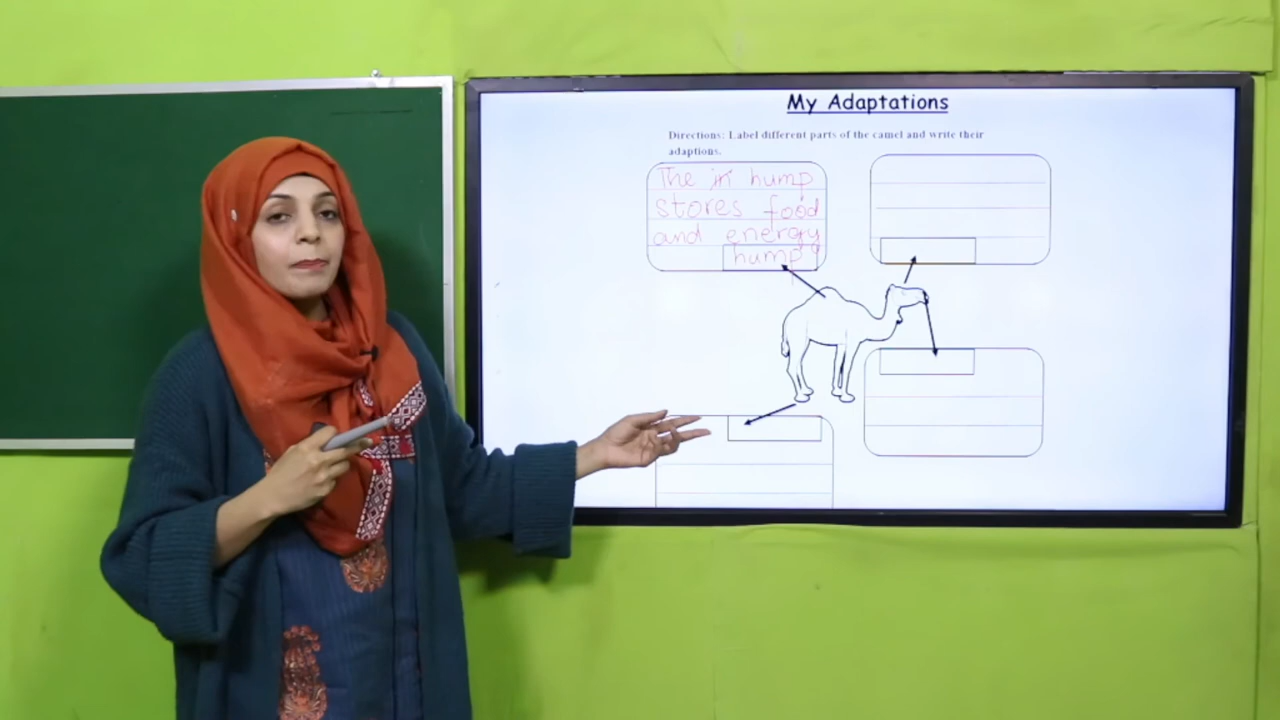 My Adaptations
Directions: Label different parts of the camel and write their
adaptions.
The in hump
stores food
and energy
hump